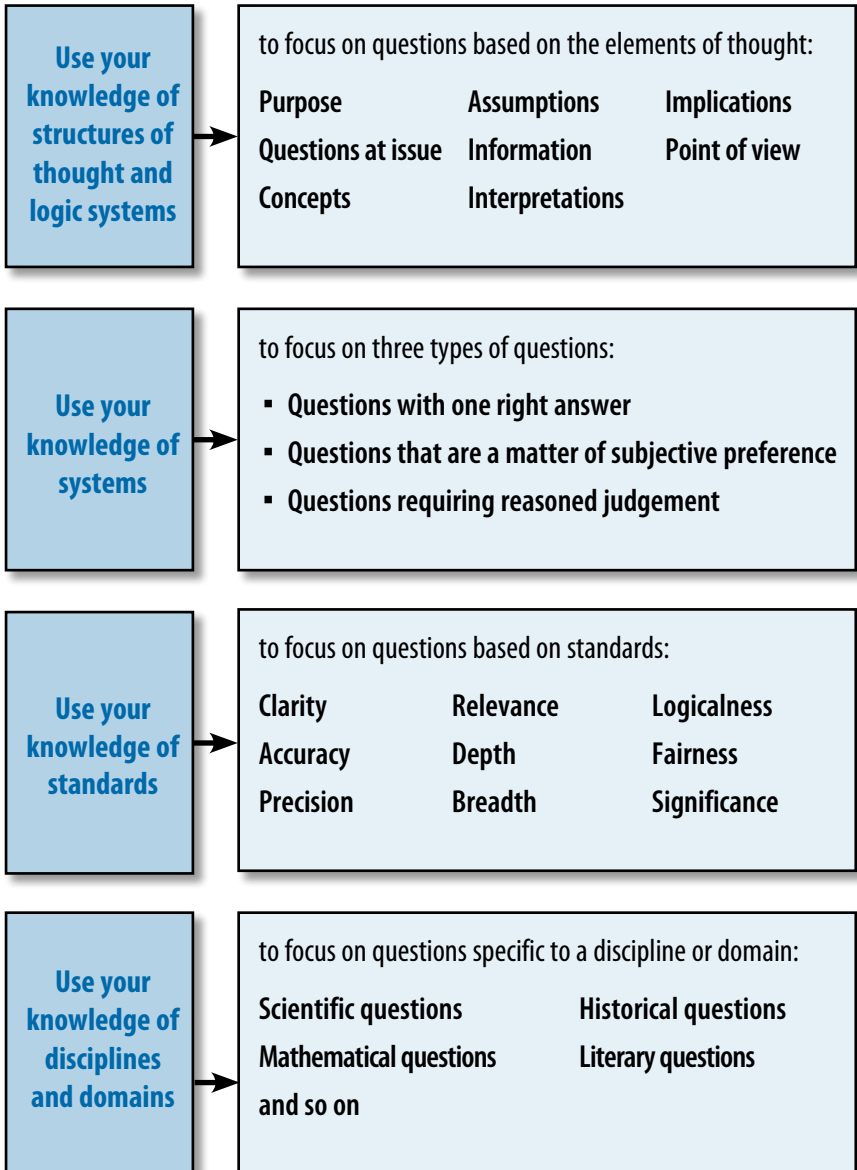 Use your
knowledge of
structures of
thought and
logic systems
to focus on questions based on the elements of thought:
Purpose Assumptions Implications
Questions at issue Information Point of view
Concepts Interpretations
Use your
knowledge of
systems
to focus on three types of questions:
▪ Questions with one right answer
▪ Questions that are a matter of subjective preference
▪ Questions requiring reasoned judgement
Use your
knowledge of
standards
to focus on questions based on standards:
Clarity Relevance Logicalness
Accuracy Depth Fairness
Precision Breadth Significance
Use your
knowledge of
disciplines
and domains
to focus on questions specific to a discipline or domain:
Scientific questions Historical questions
Mathematical questions Literary questions
and so on